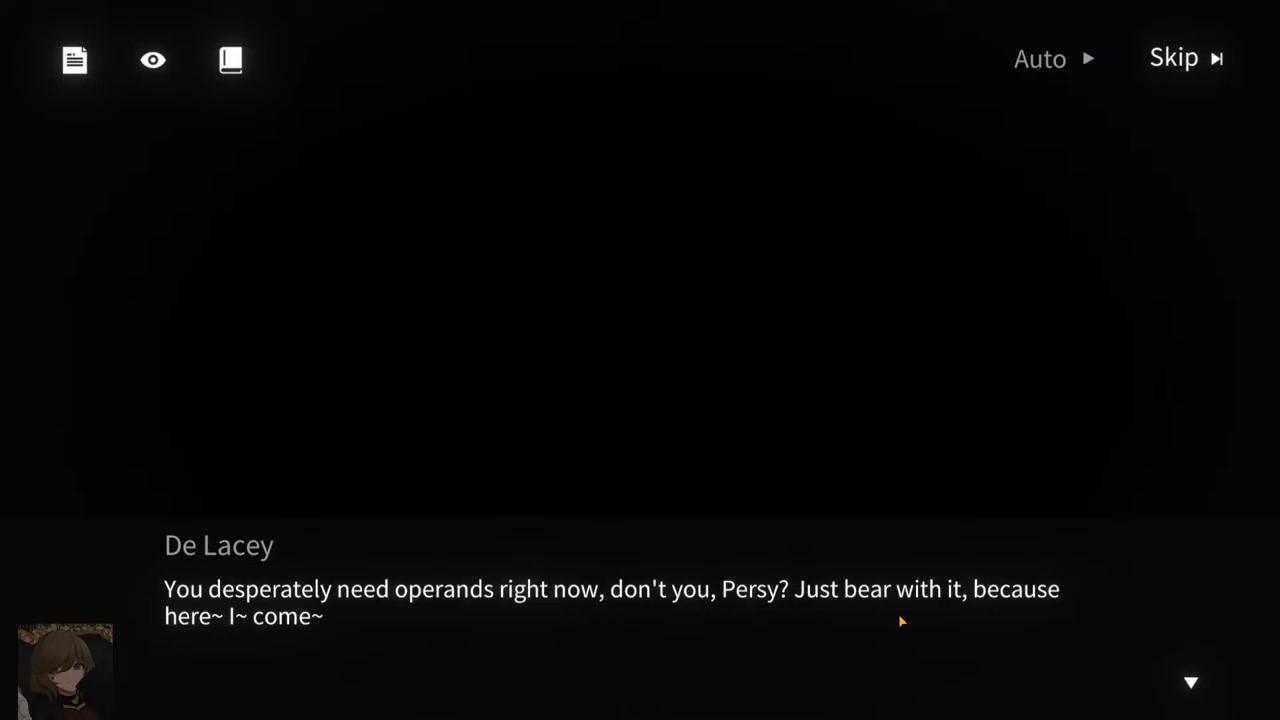 Auto
Skip
De Lacey
You desperately need operands right now, don't you, Persy? Just bear with it, because
here~ I~ come~